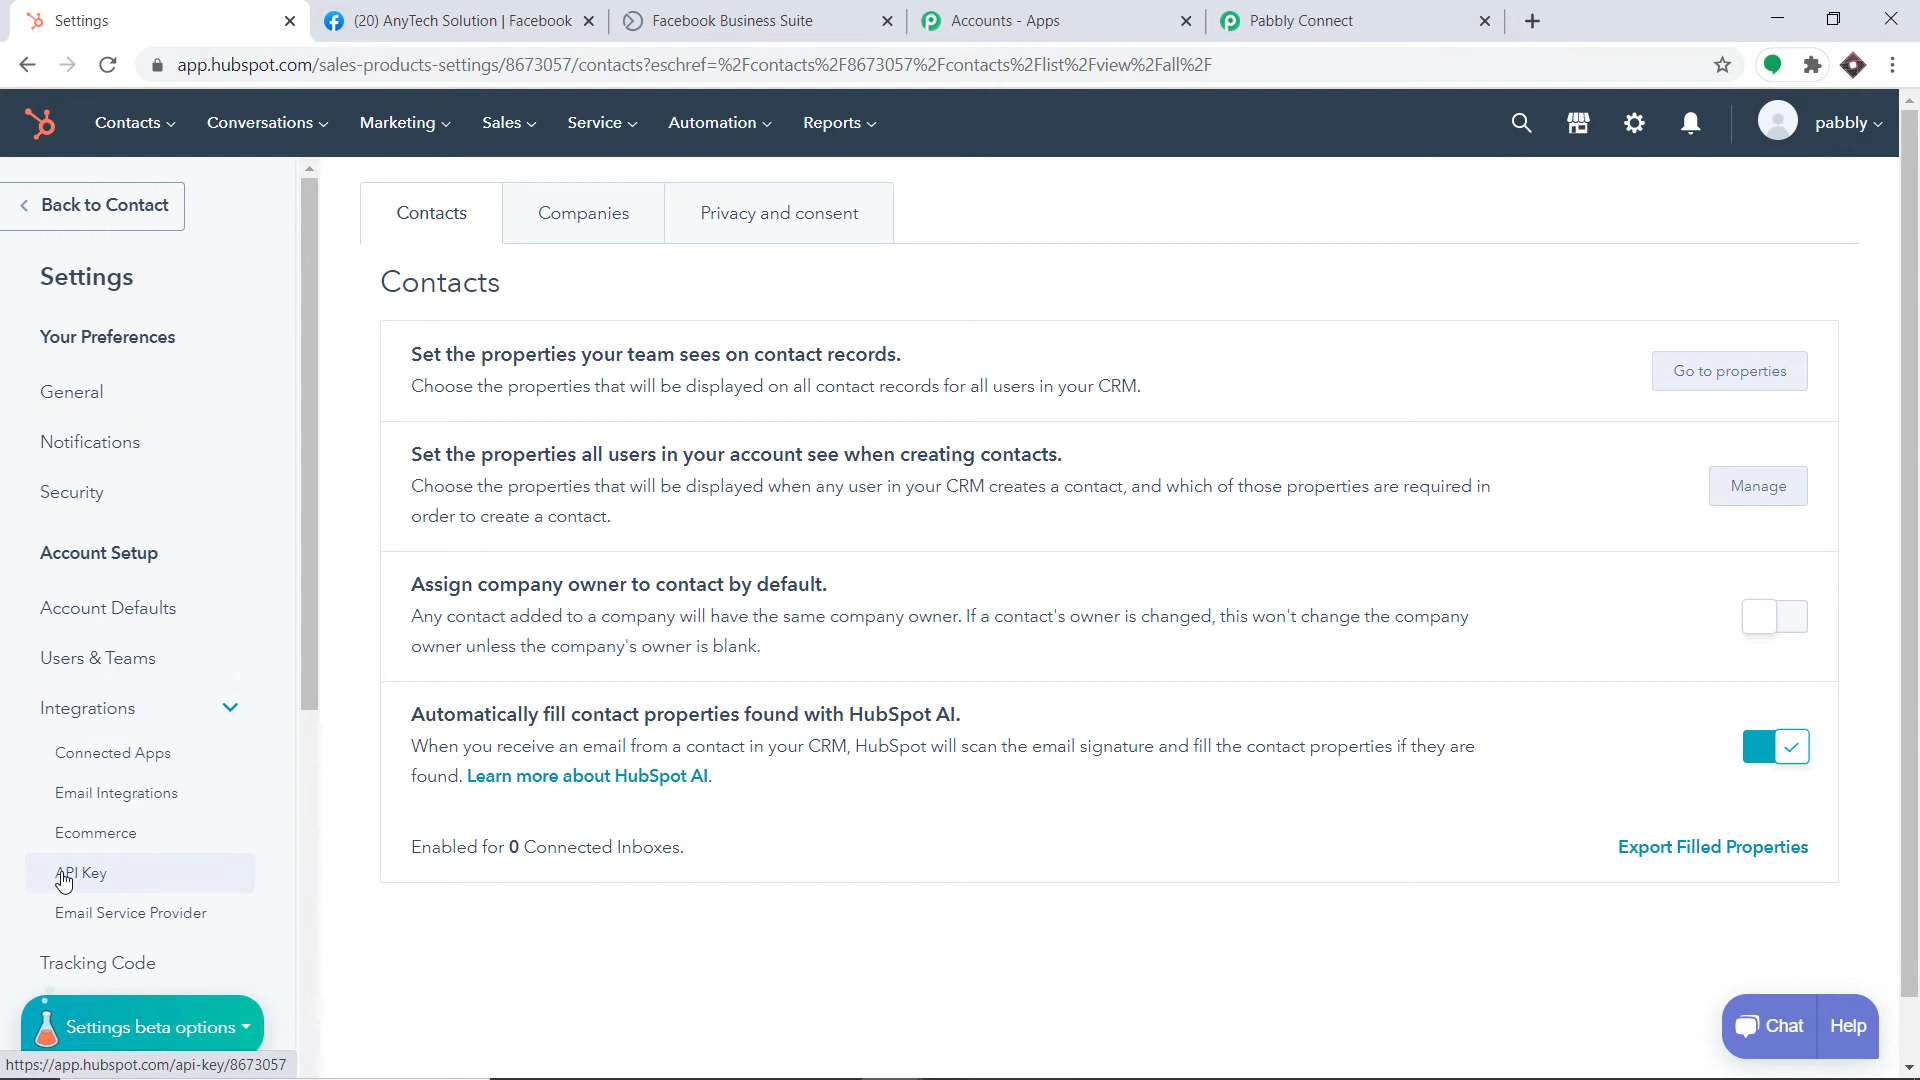 Settings
(20) AnyTech Solution | Facebook
Facebook Business Suite
Accounts - Apps
Pabbly Connect
app.hubspot.com/sales-products-settings/8673057/contacts?eschref=%2Fcontacts%2F8673057%2Fcontacts%2Flist%2Fview%2Fall%2F
Contacts
Conversations
Marketing
Sales
Service
Automation
Reports
pabbly
Back to Contact
Settings
Your Preferences
General
Notifications
Security
Account Setup
Account Defaults
Users & Teams
Integrations
Connected Apps
Email Integrations
Ecommerce
API Key
Email Service Provider
Tracking Code
Settings beta options
https://app.hubspot.com/api-key/8673057
Contacts
Companies
Privacy and consent
Contacts
Set the properties your team sees on contact records.
Choose the properties that will be displayed on all contact records for all users in your CRM.
Go to properties
Set the properties all users in your account see when creating contacts.
Choose the properties that will be displayed when any user in your CRM creates a contact, and which of those properties are required in
order to create a contact.
Manage
Assign company owner to contact by default.
Any contact added to a company will have the same company owner. If a contact's owner is changed, this won't change the company
owner unless the company's owner is blank.
Automatically fill contact properties found with HubSpot AI.
When you receive an email from a contact in your CRM, HubSpot will scan the email signature and fill the contact properties if they are
found. Learn more about HubSpot AI.
Enabled for 0 Connected Inboxes.
Export Filled Properties
Chat
Help